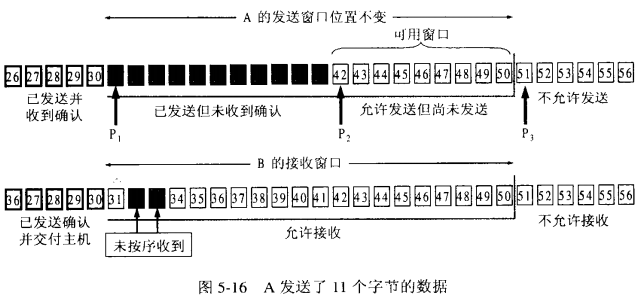 A 的发送窗口位置不变
可用窗口
26 27 28 29 30 42 43 44 45 46 47 48 49 50 51 52 53 54 55 56
已发送并
收到确认
已发送但未收到确认
允许发送但尚未发送
不允许发送
P1 P2 P3
B 的接收窗口
36 27 28 29 30 31 34 35 36 37 38 39 40 41 42 43 44 45 46 47 48 49 50 51 52 53 54 55 56
已发送确认
并交付主机
未按序收到
允许接收
不允许接收
图 5-16 A 发送了 11 个字节的数据